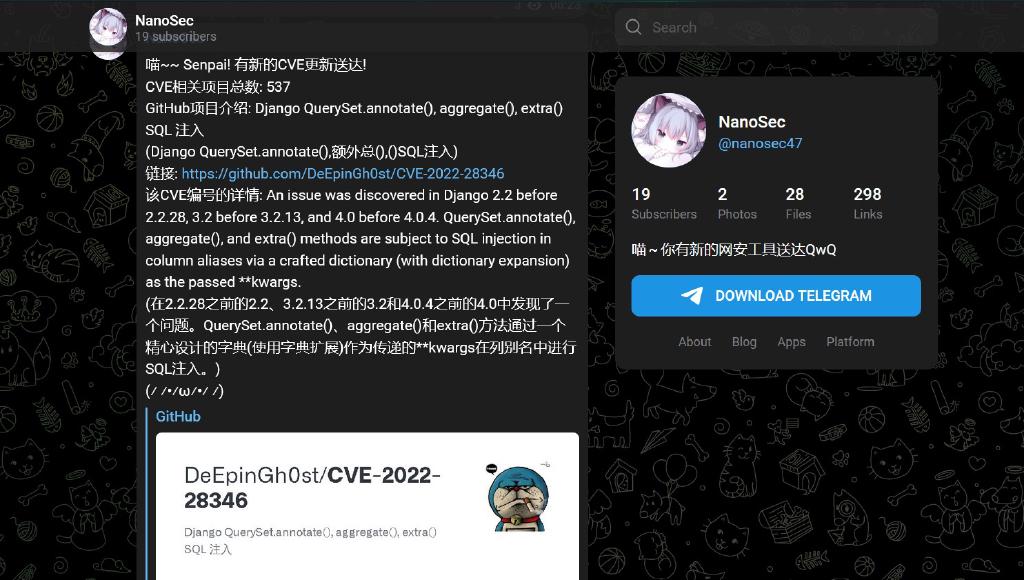 NanoSec
19 subscribers
Search
喵~~ Senpai! 有新的CVE更新送达!
CVE相关项目总数: 537
GitHub项目介绍: Django QuerySet.annotate(), aggregate(), extra()
SQL 注入
(Django QuerySet.annotate(),额外总(),()SQL注入)
链接: https://github.com/DeEpinGh0st/CVE-2022-28346
该CVE编号的详情: An issue was discovered in Django 2.2 before
2.2.28, 3.2 before 3.2.13, and 4.0 before 4.0.4. QuerySet.annotate(),
aggregate(), and extra() methods are subject to SQL injection in
column aliases via a crafted dictionary (with dictionary expansion)
as the passed **kwargs.
(在2.2.28之前的2.2、3.2.13之前的3.2和4.0.4之前的4.0中发现了一
个问题。QuerySet.annotate()、aggregate()和extra()方法通过一个
精心设计的字典(使用字典扩展)作为传递的**kwargs在列别名中进行
SQL注入。)
(⁄ ⁄•⁄ω⁄•⁄ ⁄)
GitHub
DeEpinGh0st/CVE-2022-
28346
Django QuerySet.annotate(), aggregate(), extra()
SQL 注入
NanoSec
@nanosec47
19 2 28 298
Subscribers Photos Files Links
喵~你有新的网安工具送达QwQ
DOWNLOAD TELEGRAM
About Blog Apps Platform